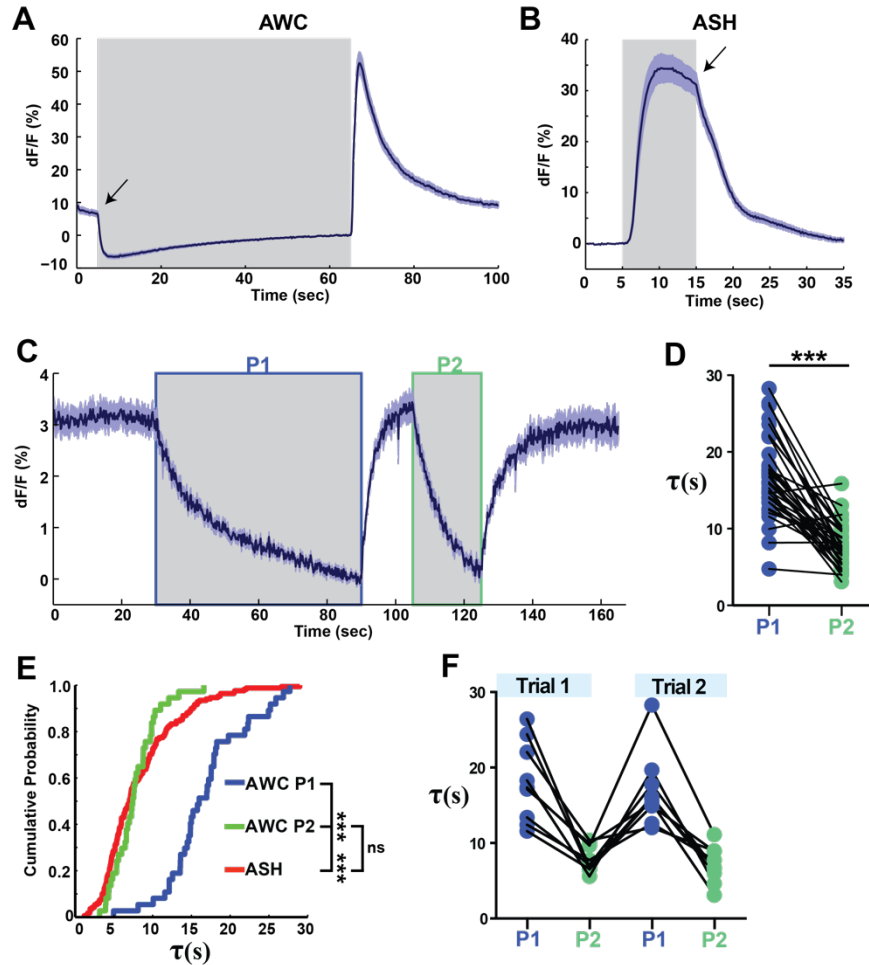 A
AWC
60
50
40
30
20
10
0
−10
dF/F (%)
0 20 40 60 80 100
Time (sec)
B
ASH
40
30
20
10
0
dF/F (%)
0 5 10 15 20 25 30 35
Time (sec)
C
P1
P2
4
3
2
1
0
dF/F (%)
0 20 40 60 80 100 120 140 160
Time (sec)
D
***
30
20
10
0
τ(s)
P1 P2
E
1.0
0.8
0.6
0.4
0.2
0
Cumulative Probability
5 10 15 20 25 30
τ(s)
AWC P1
AWC P2
ASH
***
***
ns
F
Trial 1 Trial 2
30
20
10
0
τ(s)
P1 P2 P1 P2